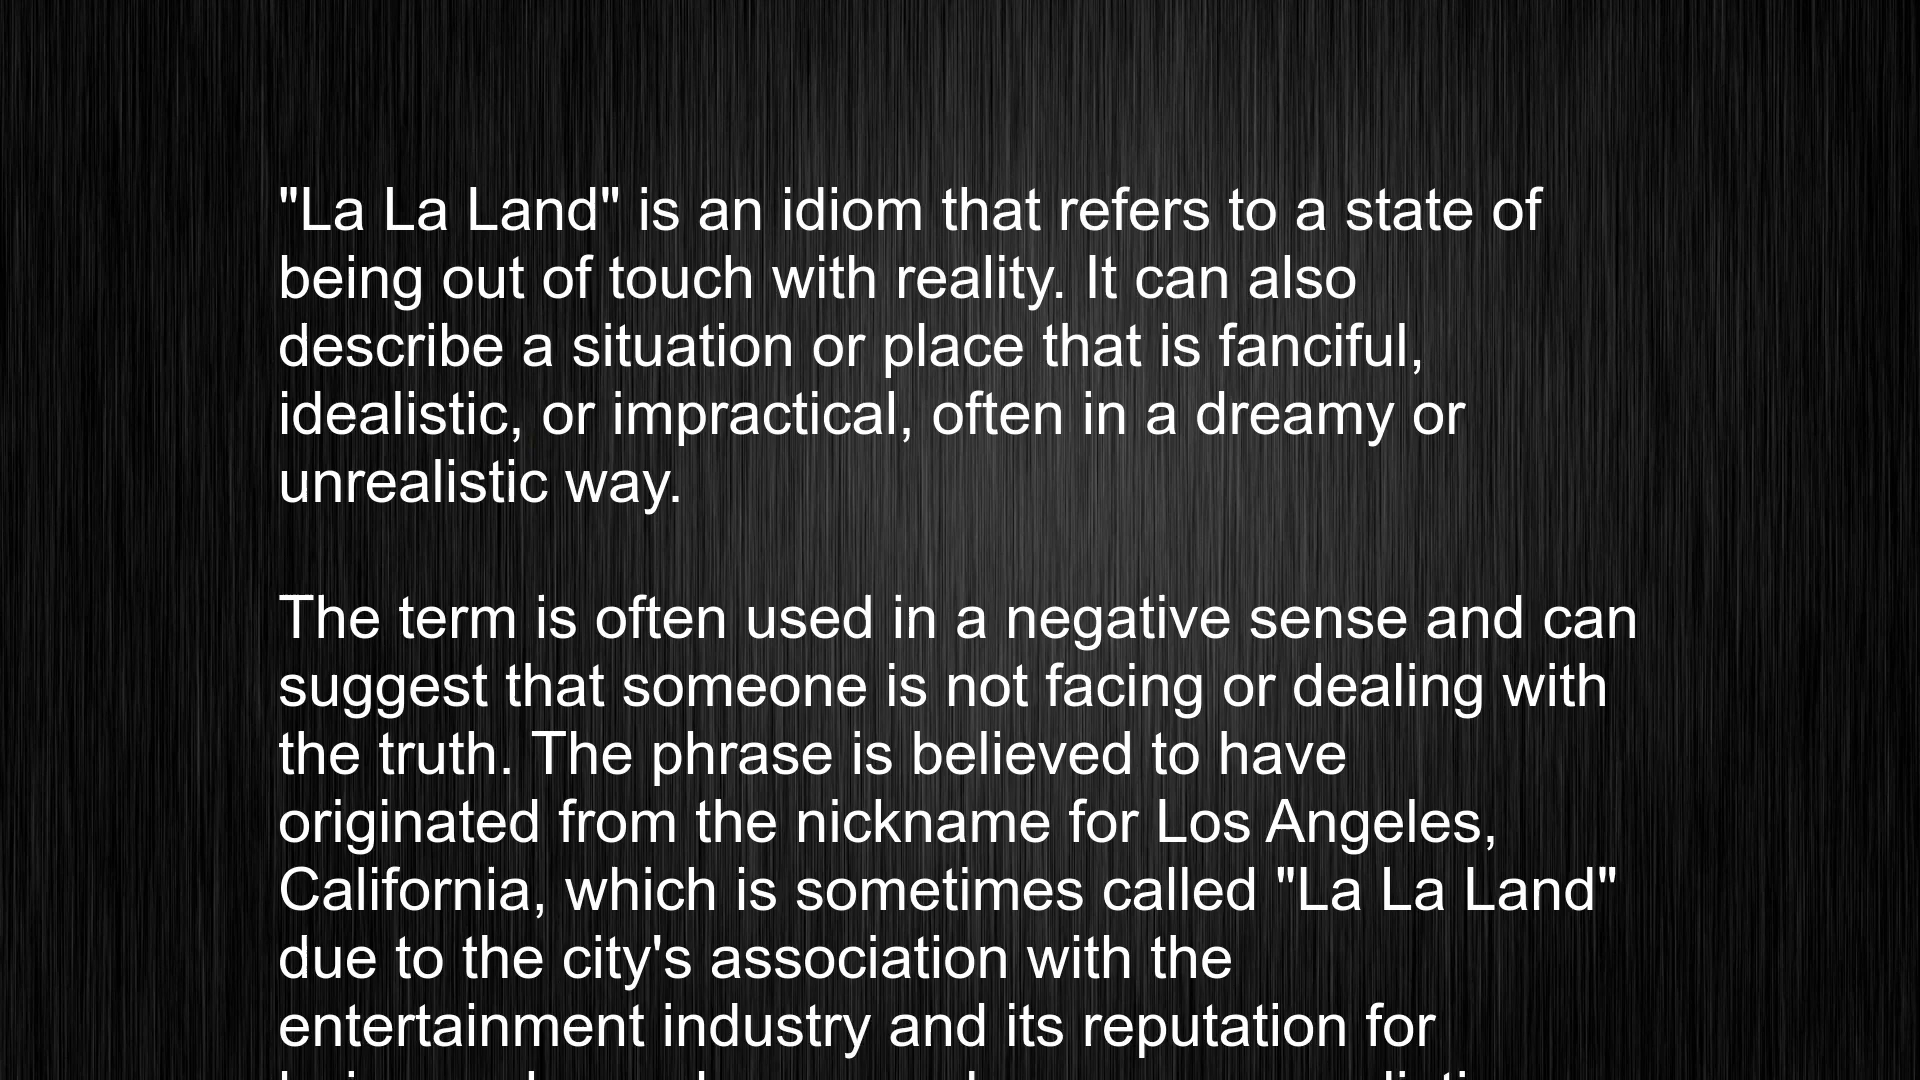 "La La Land" is an idiom that refers to a state of
being out of touch with reality. It can also
describe a situation or place that is fanciful,
idealistic, or impractical, often in a dreamy or
unrealistic way.
The term is often used in a negative sense and can
suggest that someone is not facing or dealing with
the truth. The phrase is believed to have
originated from the nickname for Los Angeles,
California, which is sometimes called "La La Land"
due to the city's association with the
entertainment industry and its reputation for